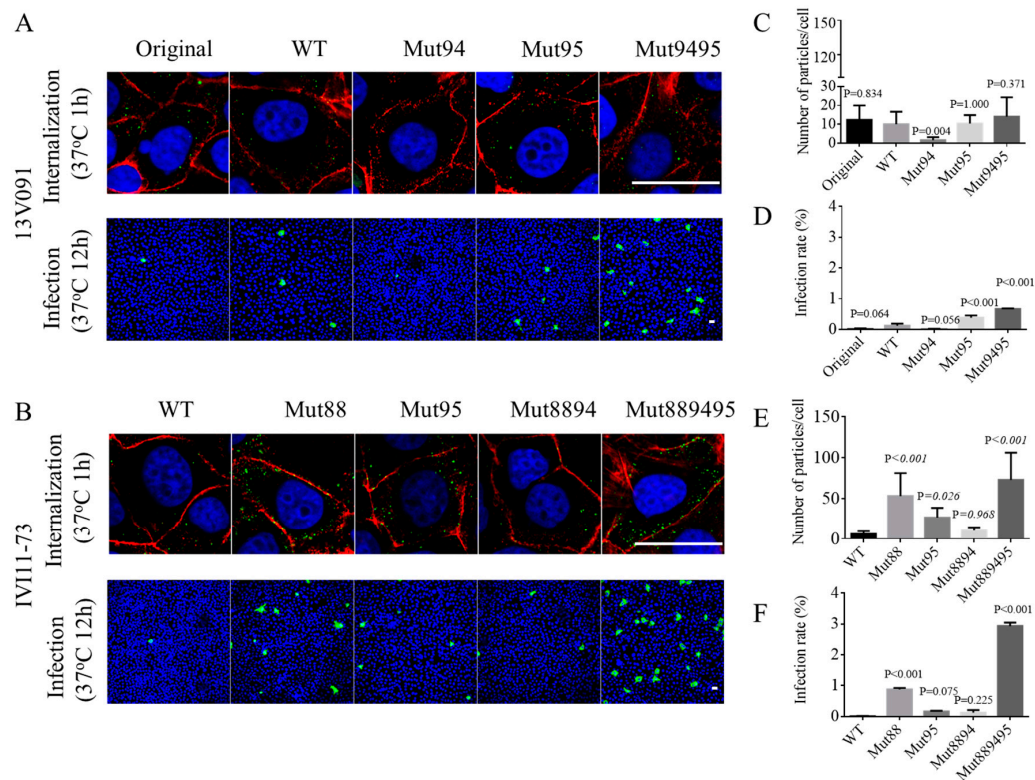 A
Original WT Mut94 Mut95 Mut9495
13V091
Internalization
(37°C 1h)
Infection
(37°C 12h)
B
WT Mut88 Mut95 Mut8894 Mut889495
IVI11-73
Internalization
(37°C 1h)
Infection
(37°C 12h)
C
Number of particles/cell
150
120
30
20
10
0
P=0.834
P=0.004
P=1.000
P=0.371
Original WT Mut94 Mut95 Mut9495
D
Infection rate (%)
4
3
2
1
0
P=0.064
P=0.056
P<0.001
P<0.001
Original WT Mut94 Mut95 Mut9495
E
Number of particles/cell
150
100
50
0
P<0.001
P=0.026
P=0.968
P<0.001
WT Mut88 Mut95 Mut8894 Mut889495
F
Infection rate (%)
4
3
2
1
0
P<0.001
P=0.075
P=0.225
P<0.001
WT Mut88 Mut95 Mut8894 Mut889495